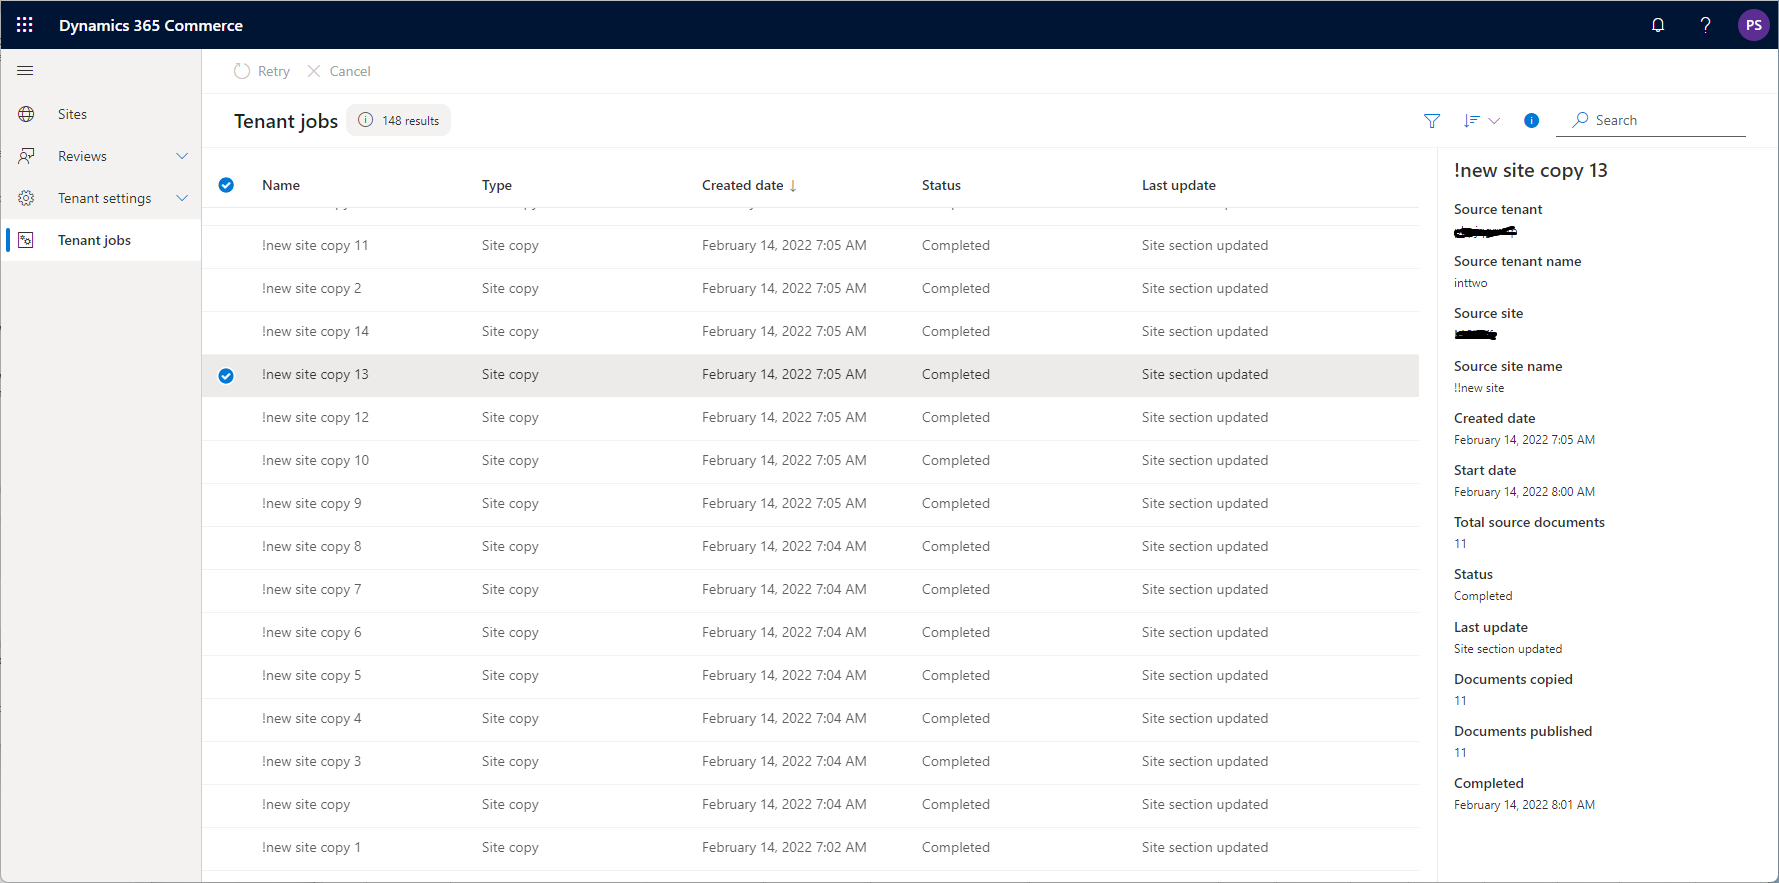 Dynamics 365 Commerce
PS
Retry Cancel
Sites
Reviews
Tenant settings
Tenant jobs
Tenant jobs 148 results
Search
Name Type Created date ↓ Status Last update
!new site copy 11 Site copy February 14, 2022 7:05 AM Completed Site section updated
!new site copy 2 Site copy February 14, 2022 7:05 AM Completed Site section updated
!new site copy 14 Site copy February 14, 2022 7:05 AM Completed Site section updated
!new site copy 13 Site copy February 14, 2022 7:05 AM Completed Site section updated
!new site copy 12 Site copy February 14, 2022 7:05 AM Completed Site section updated
!new site copy 10 Site copy February 14, 2022 7:05 AM Completed Site section updated
!new site copy 9 Site copy February 14, 2022 7:05 AM Completed Site section updated
!new site copy 8 Site copy February 14, 2022 7:04 AM Completed Site section updated
!new site copy 7 Site copy February 14, 2022 7:04 AM Completed Site section updated
!new site copy 6 Site copy February 14, 2022 7:04 AM Completed Site section updated
!new site copy 5 Site copy February 14, 2022 7:04 AM Completed Site section updated
!new site copy 4 Site copy February 14, 2022 7:04 AM Completed Site section updated
!new site copy 3 Site copy February 14, 2022 7:04 AM Completed Site section updated
!new site copy Site copy February 14, 2022 7:04 AM Completed Site section updated
!new site copy 1 Site copy February 14, 2022 7:02 AM Completed Site section updated
!new site copy 13
Source tenant
Source tenant name
inttwo
Source site
Source site name
!!new site
Created date
February 14, 2022 7:05 AM
Start date
February 14, 2022 8:00 AM
Total source documents
11
Status
Completed
Last update
Site section updated
Documents copied
11
Documents published
11
Completed
February 14, 2022 8:01 AM